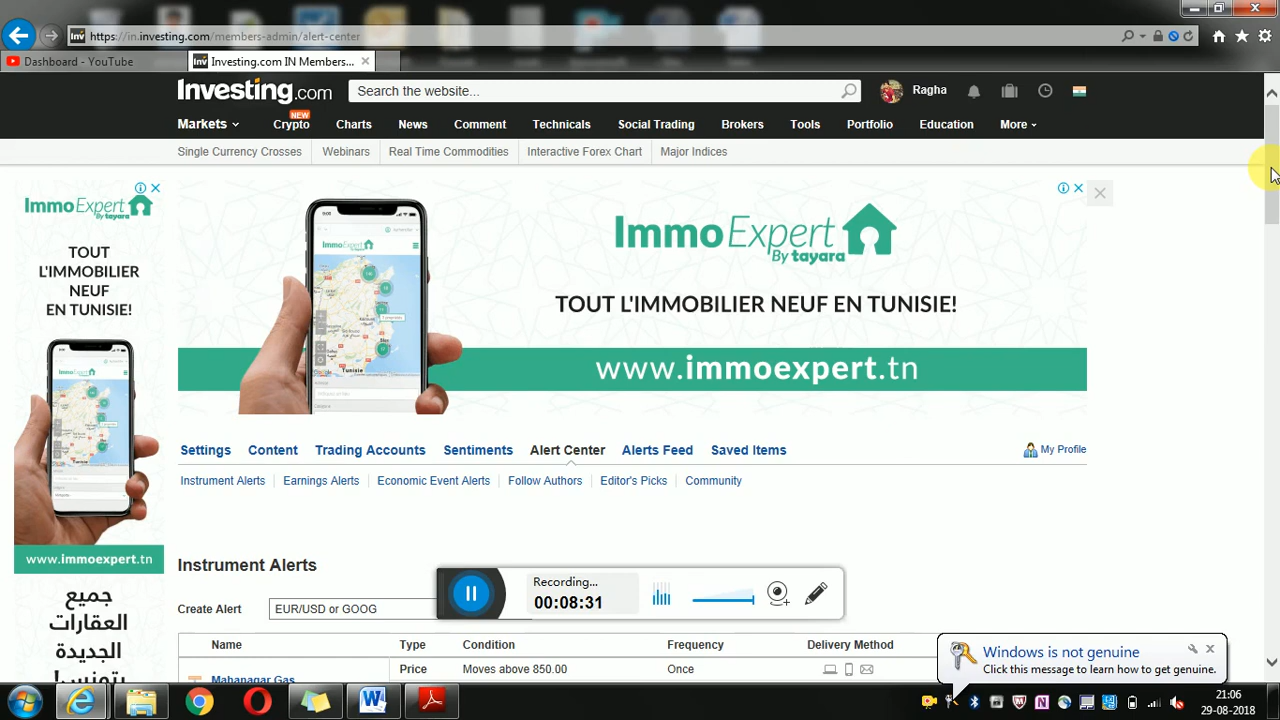 https://in.investing.com/members-admin/alert-center
Dashboard - YouTube
Inv Investing.com IN Members...
Investing.com
Search the website...
Ragha
Markets
NEW
Crypto
Charts
News
Comment
Technicals
Social Trading
Brokers
Tools
Portfolio
Education
More
Single Currency Crosses
Webinars
Real Time Commodities
Interactive Forex Chart
Major Indices
ImmoExpert
By tayara
TOUT
L'IMMOBILIER
NEUF
EN TUNISIE!
www.immoexpert.tn
جميع
العقارات
الجديدة
بتونس!
ImmoExpert
By tayara
TOUT L'IMMOBILIER NEUF EN TUNISIE!
www.immoexpert.tn
Settings
Content
Trading Accounts
Sentiments
Alert Center
Alerts Feed
Saved Items
My Profile
Instrument Alerts
Earnings Alerts
Economic Event Alerts
Follow Authors
Editor's Picks
Community
Instrument Alerts
Create Alert
EUR/USD or GOOG
Recording...
00:08:31
Name
Type
Condition
Frequency
Delivery Method
Mahanagar Gas
Price
Moves above 850.00
Once
Windows is not genuine
Click this message to learn how to get genuine.
21:06
29-08-2018